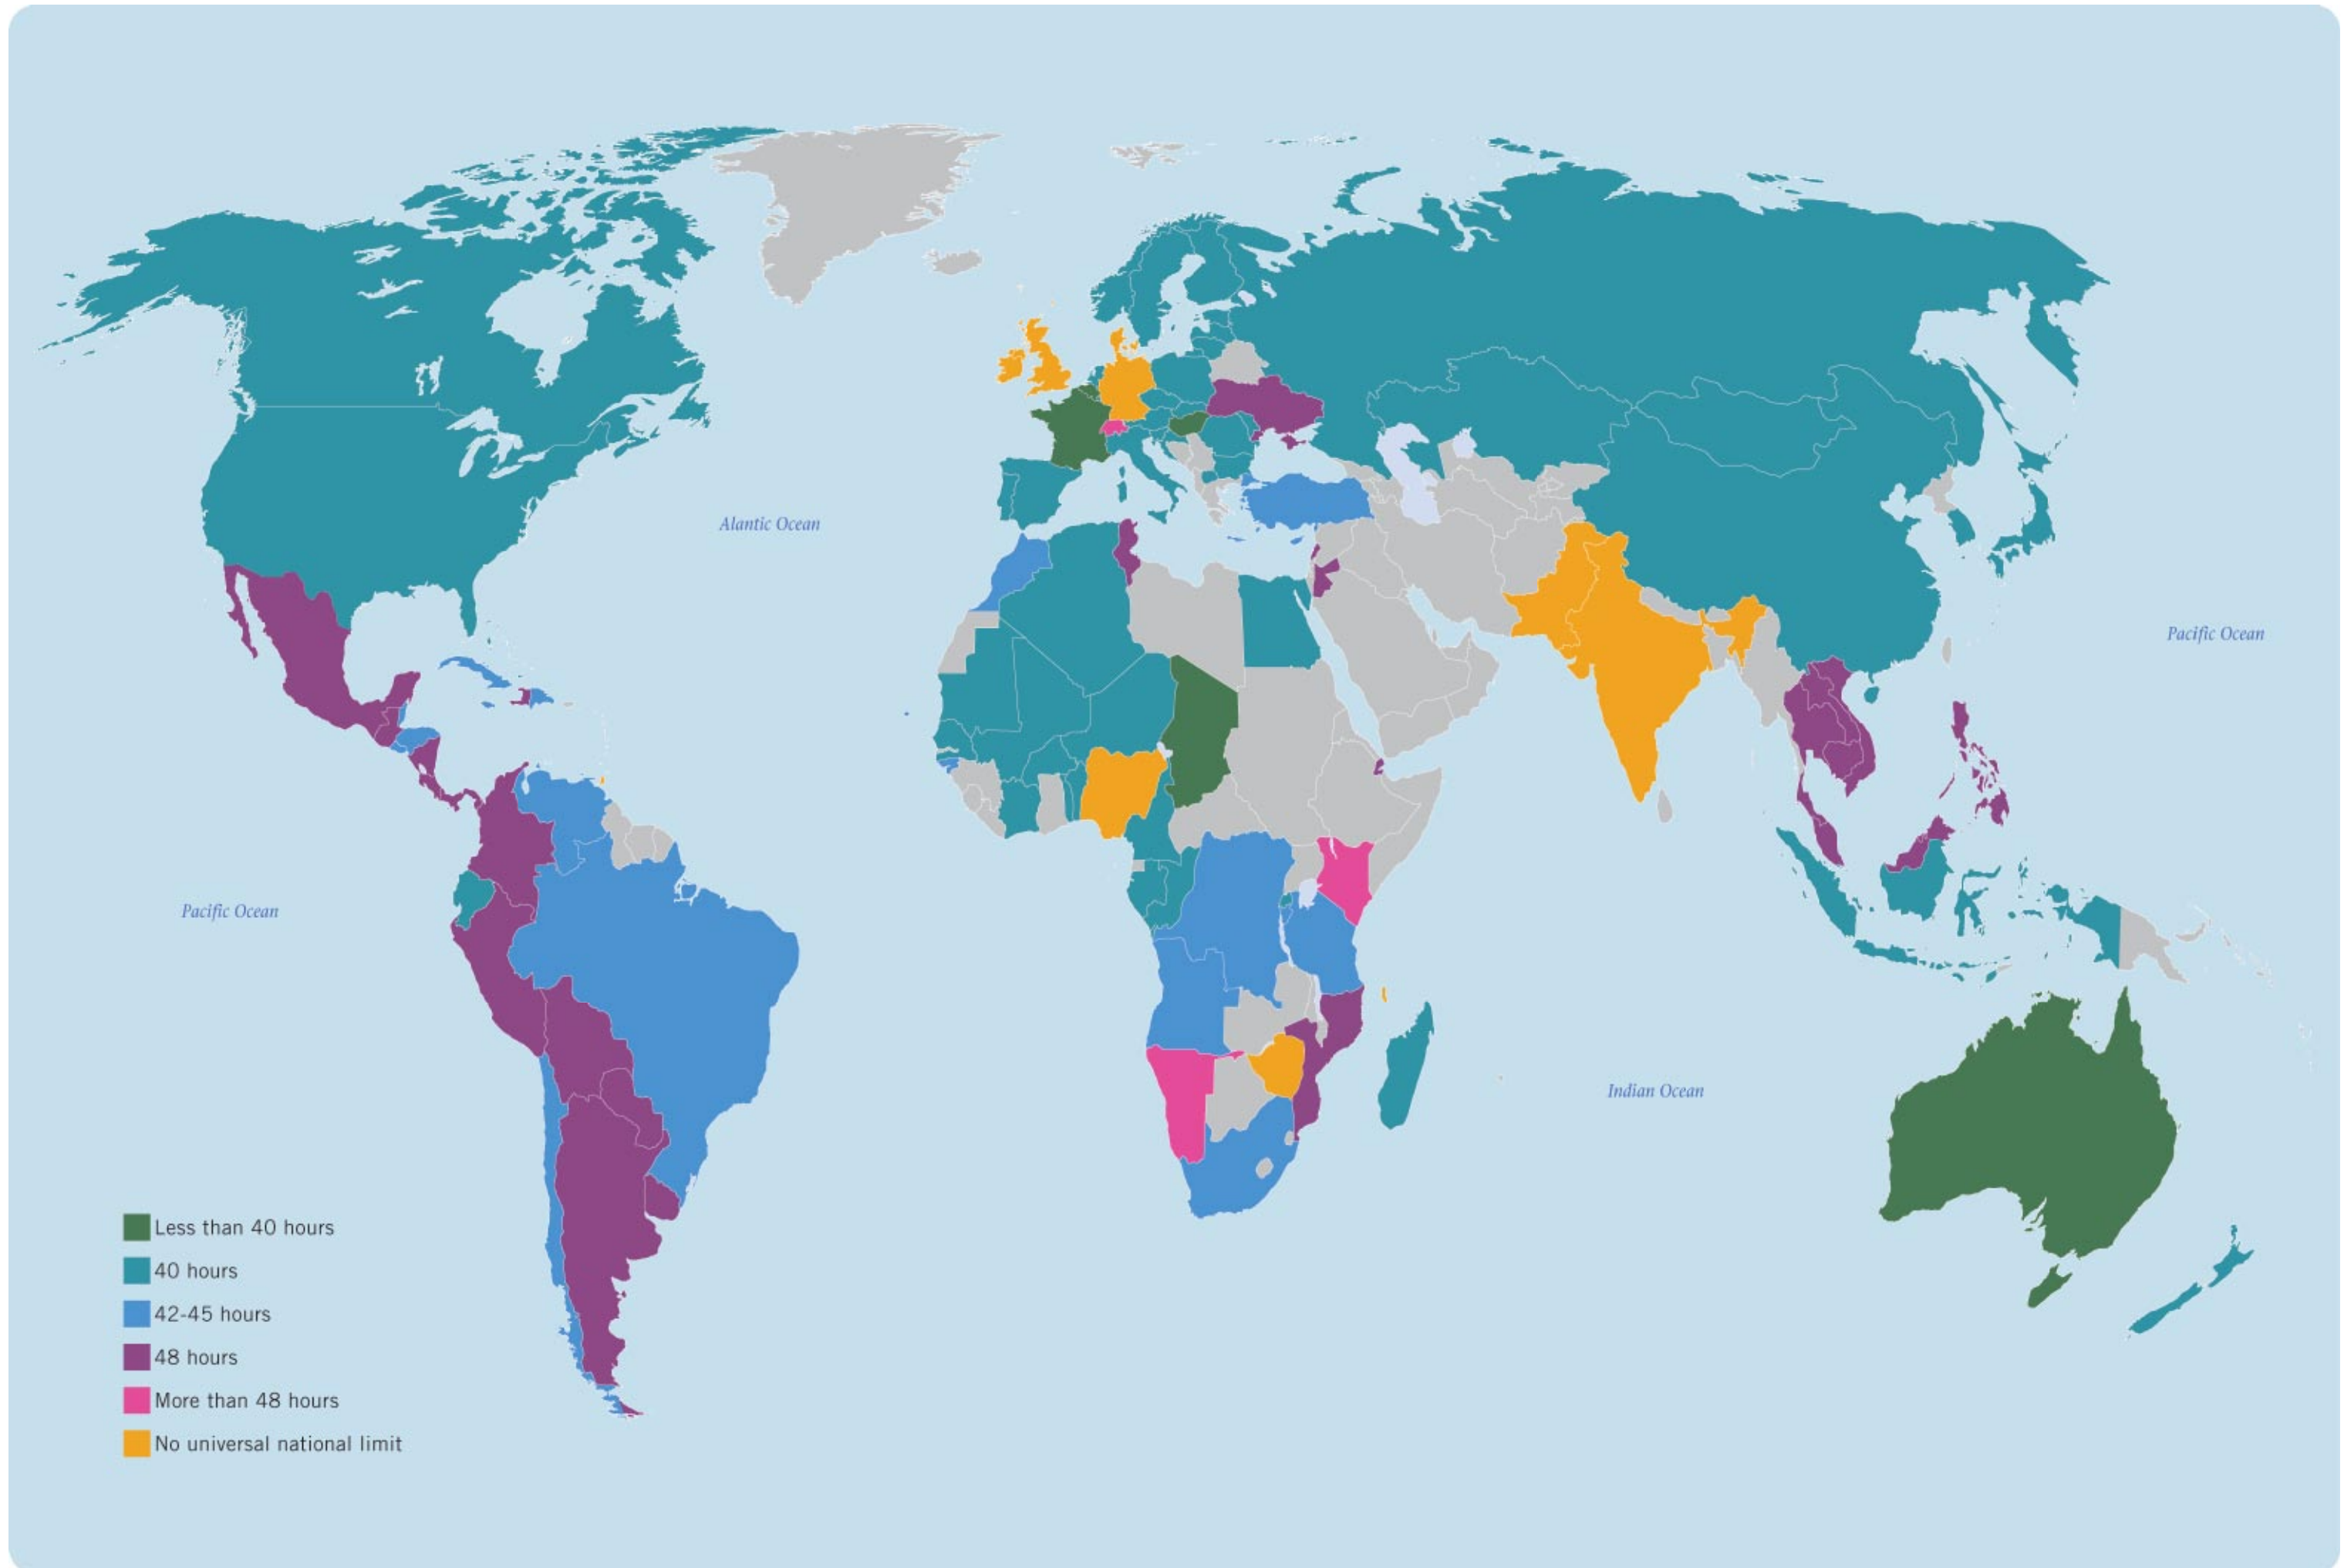 Alantic Ocean
Pacific Ocean
Pacific Ocean
Indian Ocean
Less than 40 hours
40 hours
42-45 hours
48 hours
More than 48 hours
No universal national limit